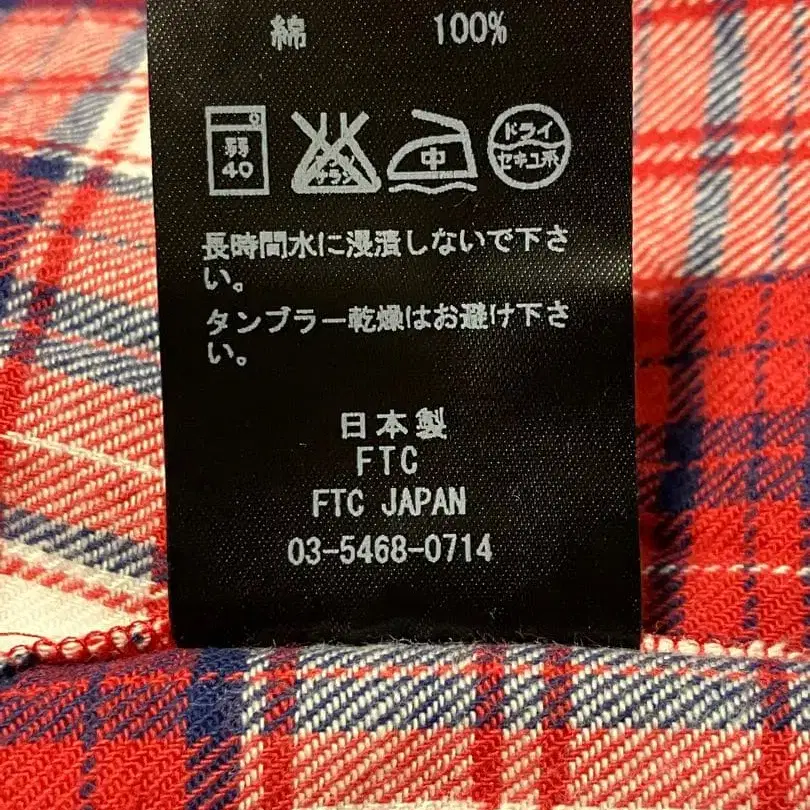 綿 100%
弱 40 エンソ サラシ 中 ドライ セキユ系
長時間水に浸漬しないで下さ
い。
タンブラー乾燥はお避け下さ
い。
日本製
FTC
FTC JAPAN
03-5468-0714